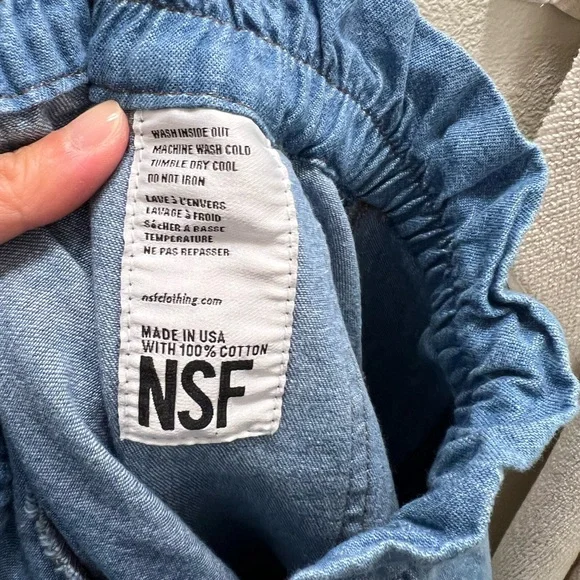 WASH INSIDE OUT
MACHINE WASH COLD
TUMBLE DRY COOL
DO NOT IRON
LAVE À L'ENVERS
LAVAGE À FROID
SÉCHER À BASSE
TEMPERATURE
NE PAS REPASSER
nsfclothing.com
MADE IN USA
WITH 100% COTTON
NSF